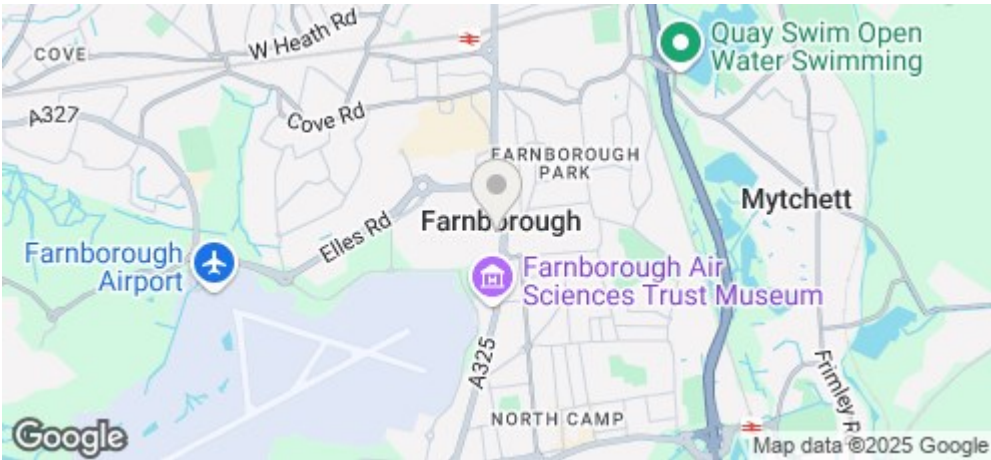 W Heath Rd
COVE
Quay Swim Open
Water Swimming
A327
Cove Rd
FARNBOROUGH
PARK
Mytchett
Farnborough
Elles Rd
Farnborough
Airport
Farnborough Air
Sciences Trust Museum
A325
Frimley Rd
NORTH CAMP
Google
Map data ©2025 Google